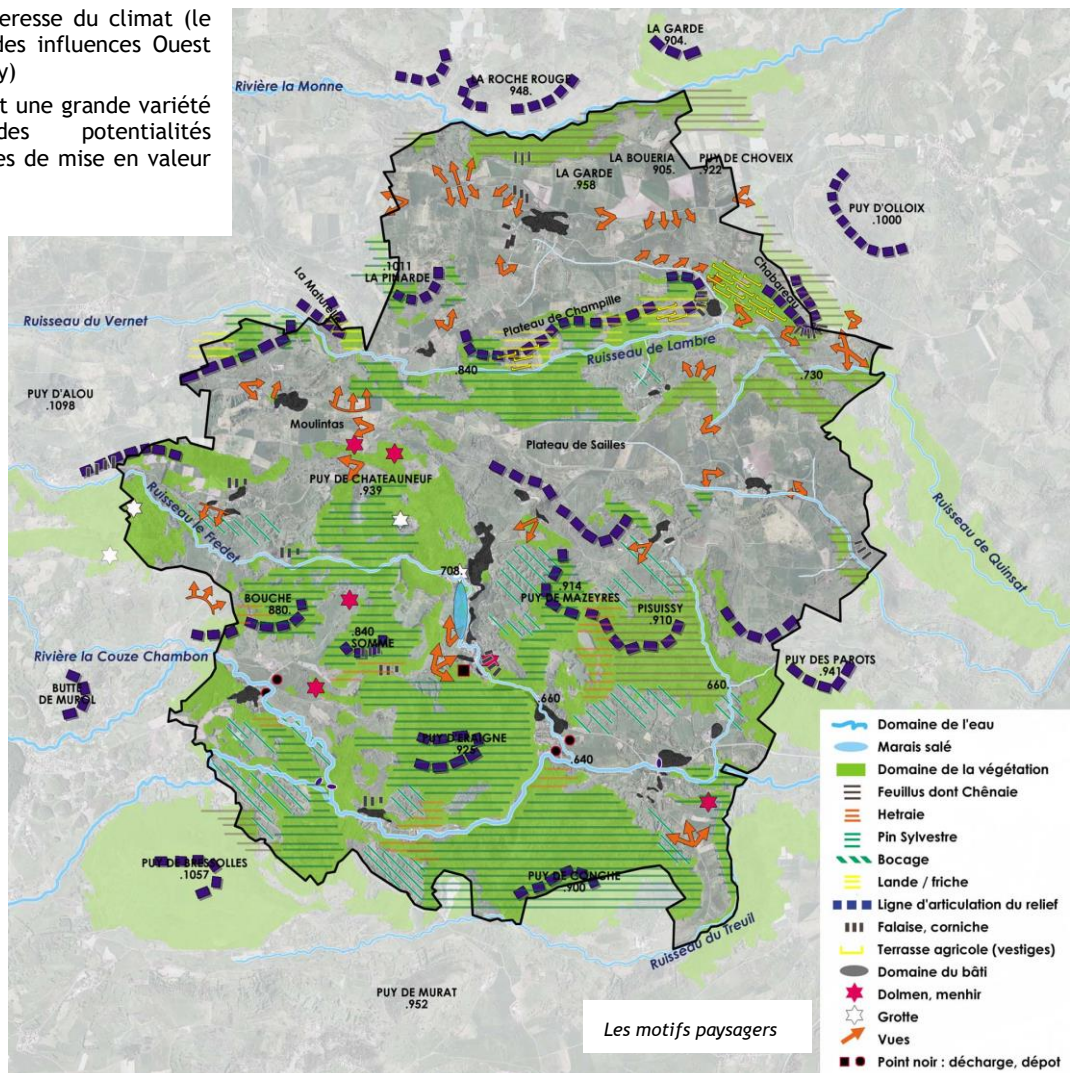 eresse du climat (le
des influences Ouest
y)
t une grande variété
des potentialités
es de mise en valeur
LA GARDE
904.
Rivière la Monne
LA ROCHE ROUGE
948.
LA BOUERIA
905.
PUY DE CHOVEIX
.922
LA GARDE
.958
PUY D'OLLOIX
.1000
.1011
LA PINARDE
Chabareau
Plateau de Champille
Ruisseau du Vernet
Ruisseau de Lambre
.840
.730
PUY D'ALOU
.1098
Moulintas
Plateau de Sailles
PUY DE CHATEAUNEUF
.939
Ruisseau le Fredet
Ruisseau de Quinsat
708.
.914
PUY DE MAZEYRES
BOUCHE
880.
PISUISSY
.910
.840
SOMME
Rivière la Couze Chambon
BUTTE
DE MUROL
PUY DES PAROTS
.941
.660
660.
PUY D'ERAIGNE
.925
.640
PUY DE BRESSOLLES
.1057
PUY DE CONCHE
.900
Ruisseau du Treuil
PUY DE MURAT
.952
Les motifs paysagers
Domaine de l'eau
Marais salé
Domaine de la végétation
Feuillus dont Chênaie
Hetraie
Pin Sylvestre
Bocage
Lande / friche
Ligne d'articulation du relief
Falaise, corniche
Terrasse agricole (vestiges)
Domaine du bâti
Dolmen, menhir
Grotte
Vues
Point noir : décharge, dépot